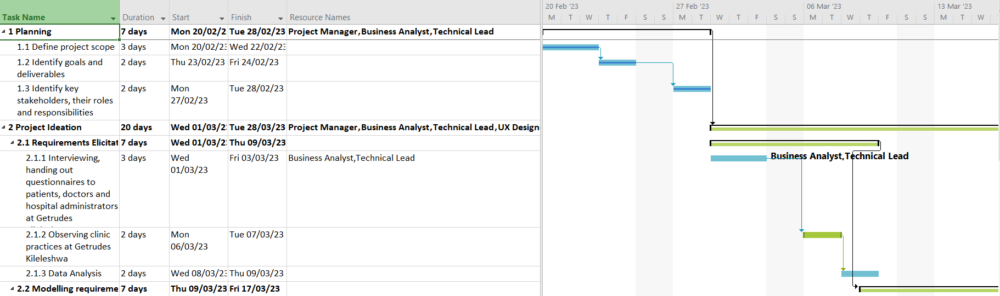 20 Feb '23 27 Feb '23 06 Mar '23 13 Mar '23
Task Name Duration Start Finish Resource Names M T W T F S S M T W T F S S M T W T F S S M T W
1 Planning 7 days Mon 20/02/2 Tue 28/02/23 Project Manager,Business Analyst,Technical Lead
1.1 Define project scope 3 days Mon 20/02/23 Wed 22/02/23
1.2 Identify goals and deliverables 2 days Thu 23/02/23 Fri 24/02/23
1.3 Identify key stakeholders, their roles and responsibilities 2 days Mon 27/02/23 Tue 28/02/23
2 Project Ideation 20 days Wed 01/03/23 Tue 28/03/23 Project Manager,Business Analyst,Technical Lead,UX Design
2.1 Requirements Elicitat 7 days Wed 01/03/2 Thu 09/03/23
2.1.1 Interviewing, handing out questionnaires to patients, doctors and hospital administrators at Getrudes 3 days Wed 01/03/23 Fri 03/03/23 Business Analyst,Technical Lead
Business Analyst,Technical Lead
2.1.2 Observing clinic practices at Getrudes Kileleshwa 2 days Mon 06/03/23 Tue 07/03/23
2.1.3 Data Analysis 2 days Wed 08/03/23 Thu 09/03/23
2.2 Modelling requireme 7 days Thu 09/03/23 Fri 17/03/23